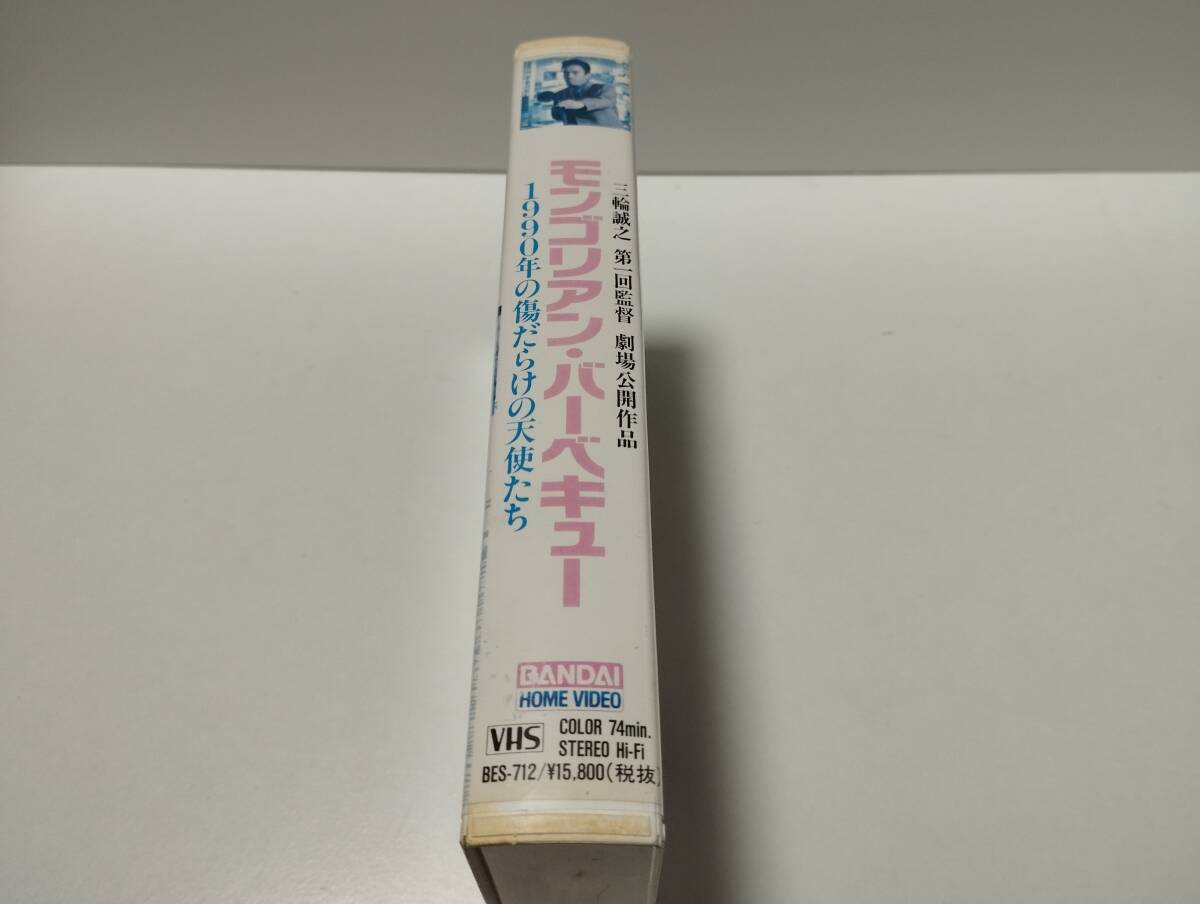 三輪誠之 第一回監督 劇場公開作品
モンゴリアン・バーベキュー
1990年の傷だらけの天使たち
BANDAI
HOME VIDEO
VHS
COLOR 74min.
STEREO Hi-Fi
BES-712/¥15,800(税抜)